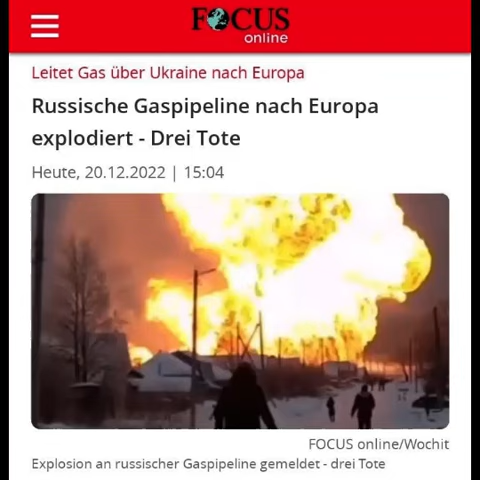 FOCUS
online
Leitet Gas über Ukraine nach Europa
Russische Gaspipeline nach Europa
explodiert - Drei Tote
Heute, 20.12.2022 | 15:04
FOCUS online/Wochit
Explosion an russischer Gaspipeline gemeldet - drei Tote